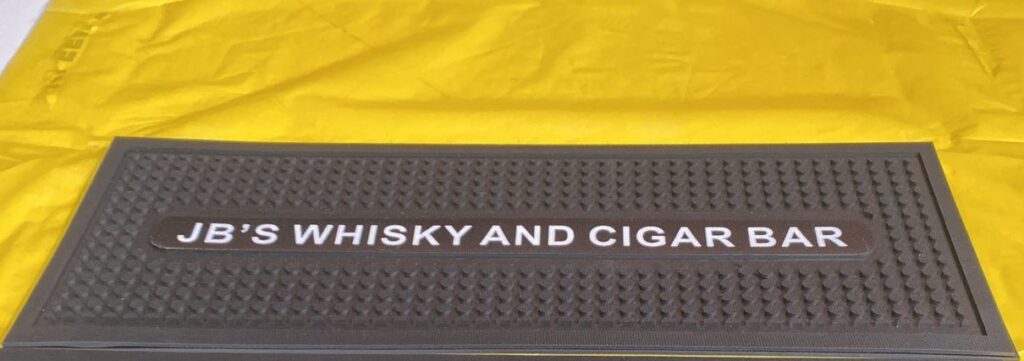 JB'S WHISKY AND CIGAR BAR